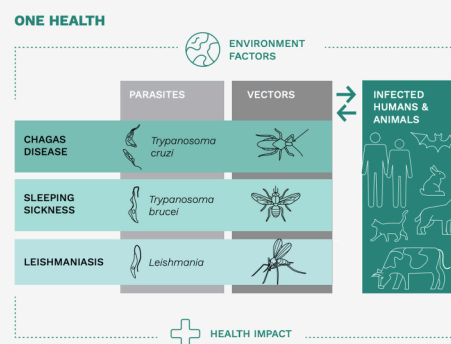 ONE HEALTH
ENVIRONMENT
FACTORS
PARASITES
VECTORS
INFECTED
HUMANS &
ANIMALS
CHAGAS
DISEASE
Trypanosoma
cruzi
SLEEPING
SICKNESS
Trypanosoma
brucei
LEISHMANIASIS
Leishmania
HEALTH IMPACT